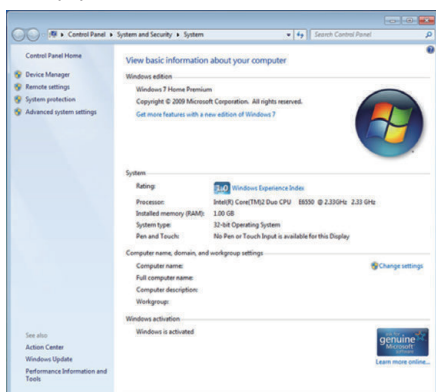 Control Panel ▸ System and Security ▸ System
Search Control Panel
Control Panel Home
Device Manager
Remote settings
System protection
Advanced system settings
See also
Action Center
Windows Update
Performance Information and
Tools
View basic information about your computer
Windows edition
Windows 7 Home Premium
Copyright © 2009 Microsoft Corporation. All rights reserved.
Get more features with a new edition of Windows 7
System
Rating: Windows Experience Index
Processor: Intel(R) Core(TM)2 Duo CPU E6550 @ 2.33GHz 2.33 GHz
Installed memory (RAM): 1.00 GB
System type: 32-bit Operating System
Pen and Touch: No Pen or Touch Input is available for this Display
Computer name, domain, and workgroup settings
Computer name: Change settings
Full computer name:
Computer description:
Workgroup:
Windows activation
Windows is activated
ask for
genuine
Microsoft
software
Learn more online...